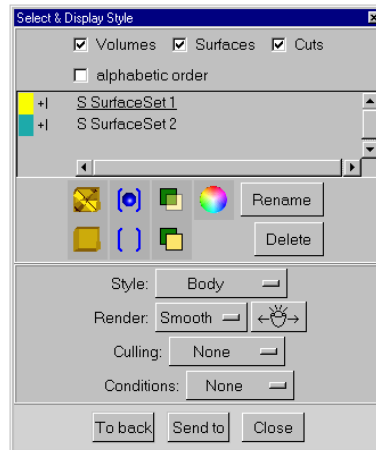 Select & Display Style
Volumes Surfaces Cuts
alphabetic order
+| S SurfaceSet 1
+| S SurfaceSet 2
Rename
Delete
Style: Body
Render: Smooth
Culling: None
Conditions: None
To back Send to Close